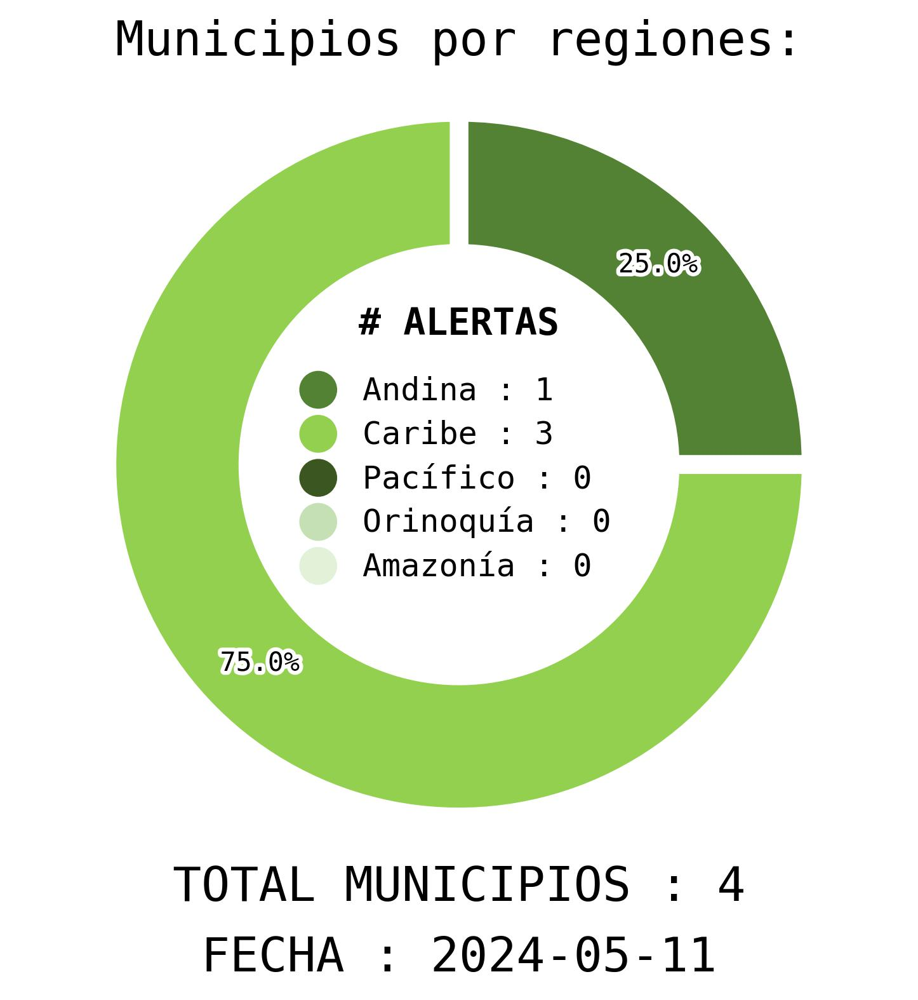 Municipios por regiones:
25.0%
# ALERTAS
Andina : 1
Caribe : 3
Pacífico : 0
Orinoquía : 0
Amazonía : 0
75.0%
TOTAL MUNICIPIOS : 4
FECHA : 2024-05-11